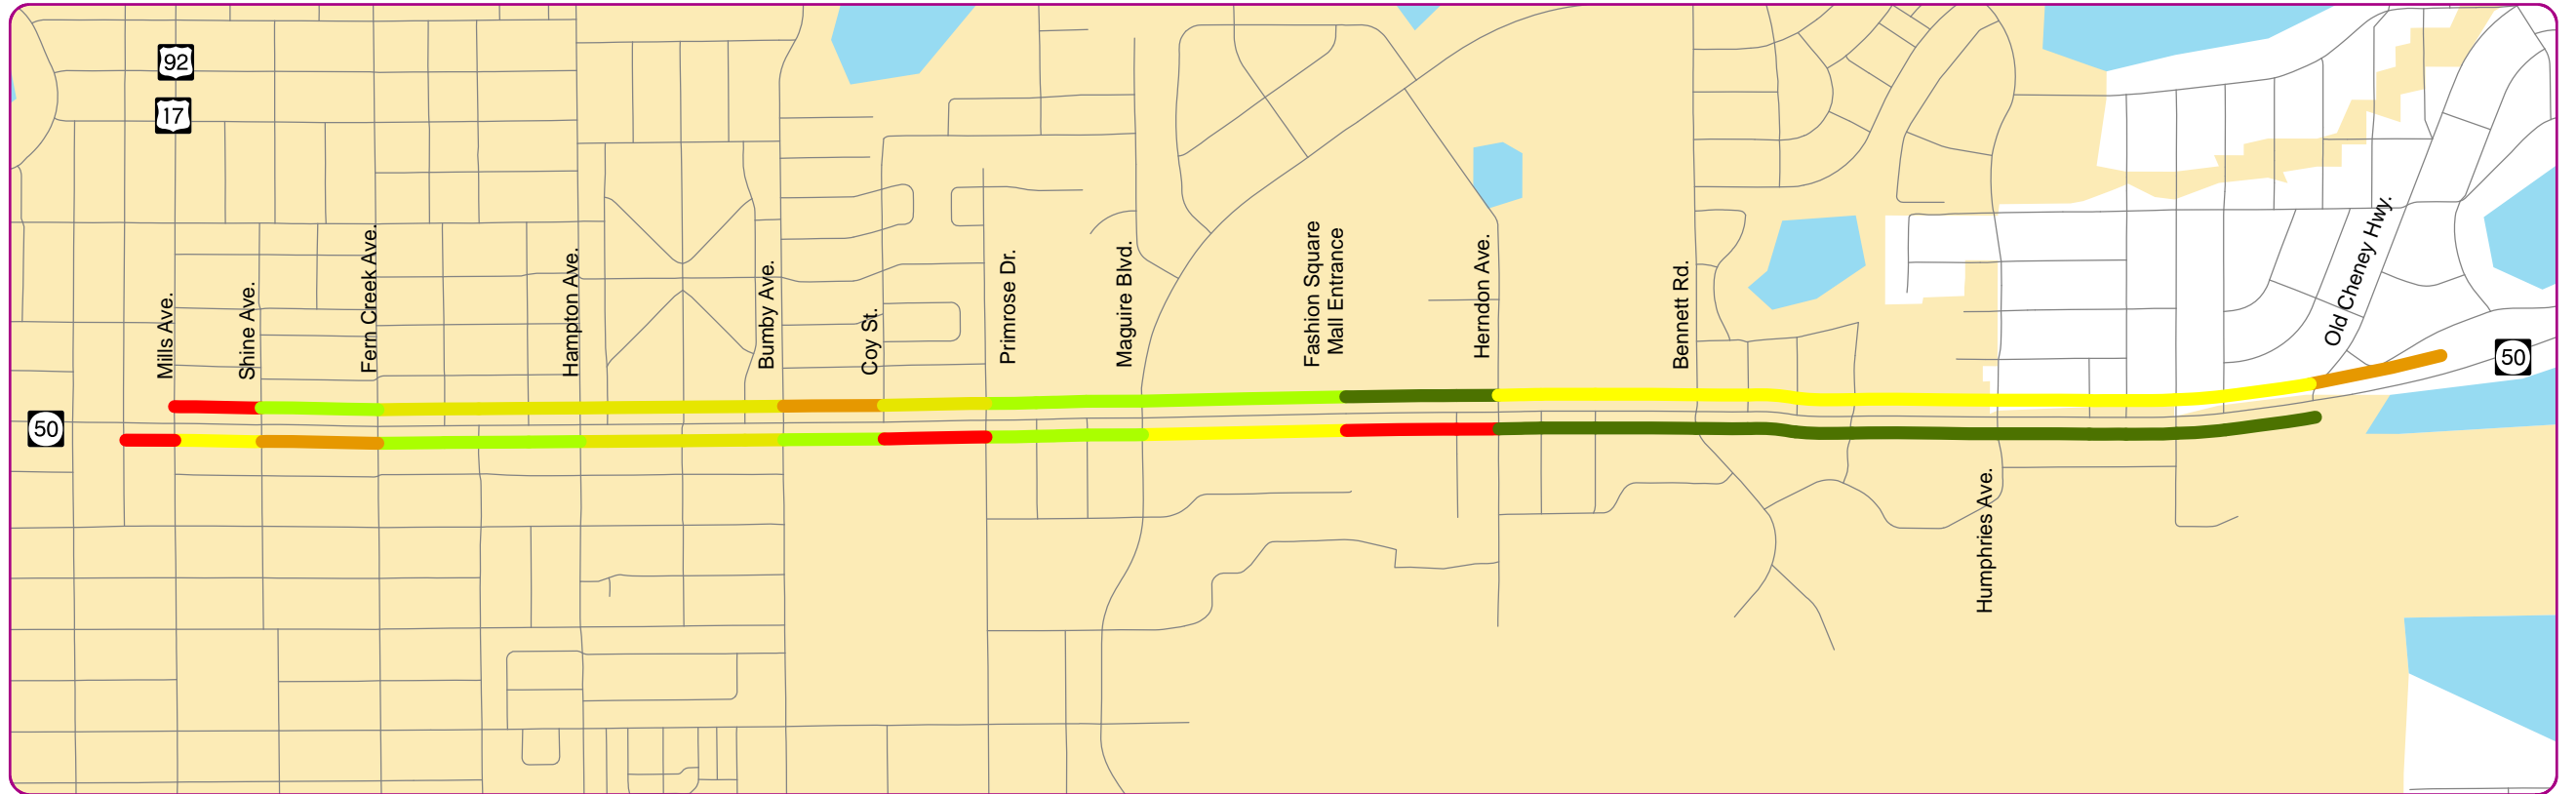 92
17
Mills Ave.
Shine Ave.
Fern Creek Ave.
Hampton Ave.
Bumby Ave.
Coy St.
Primrose Dr.
Maguire Blvd.
Fashion Square
Mall Entrance
Herndon Ave.
Bennett Rd.
Old Cheney Hwy.
50
50
Humphries Ave.